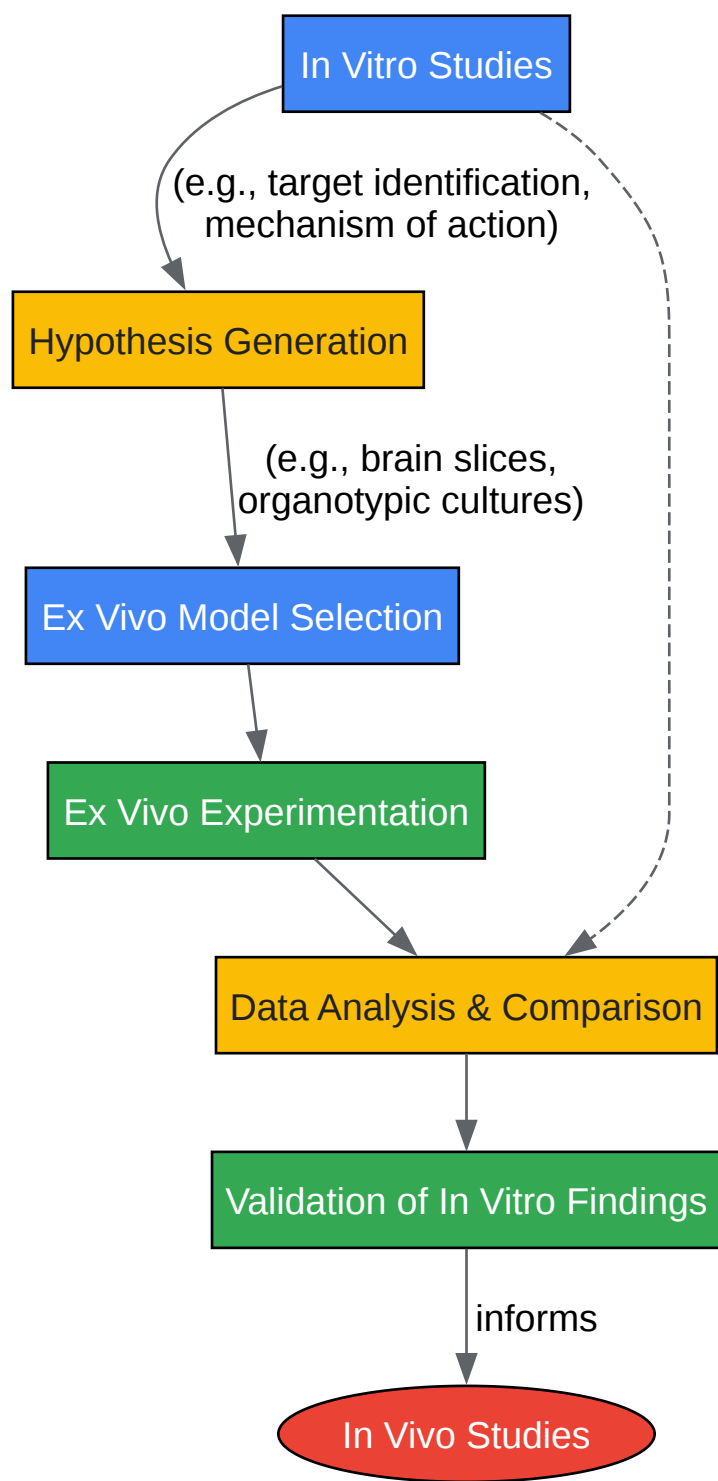 In Vitro Studies
(e.g., target identification,
mechanism of action)
Hypothesis Generation
(e.g., brain slices,
organotypic cultures)
Ex Vivo Model Selection
Ex Vivo Experimentation
Data Analysis & Comparison
Validation of In Vitro Findings
informs
In Vivo Studies